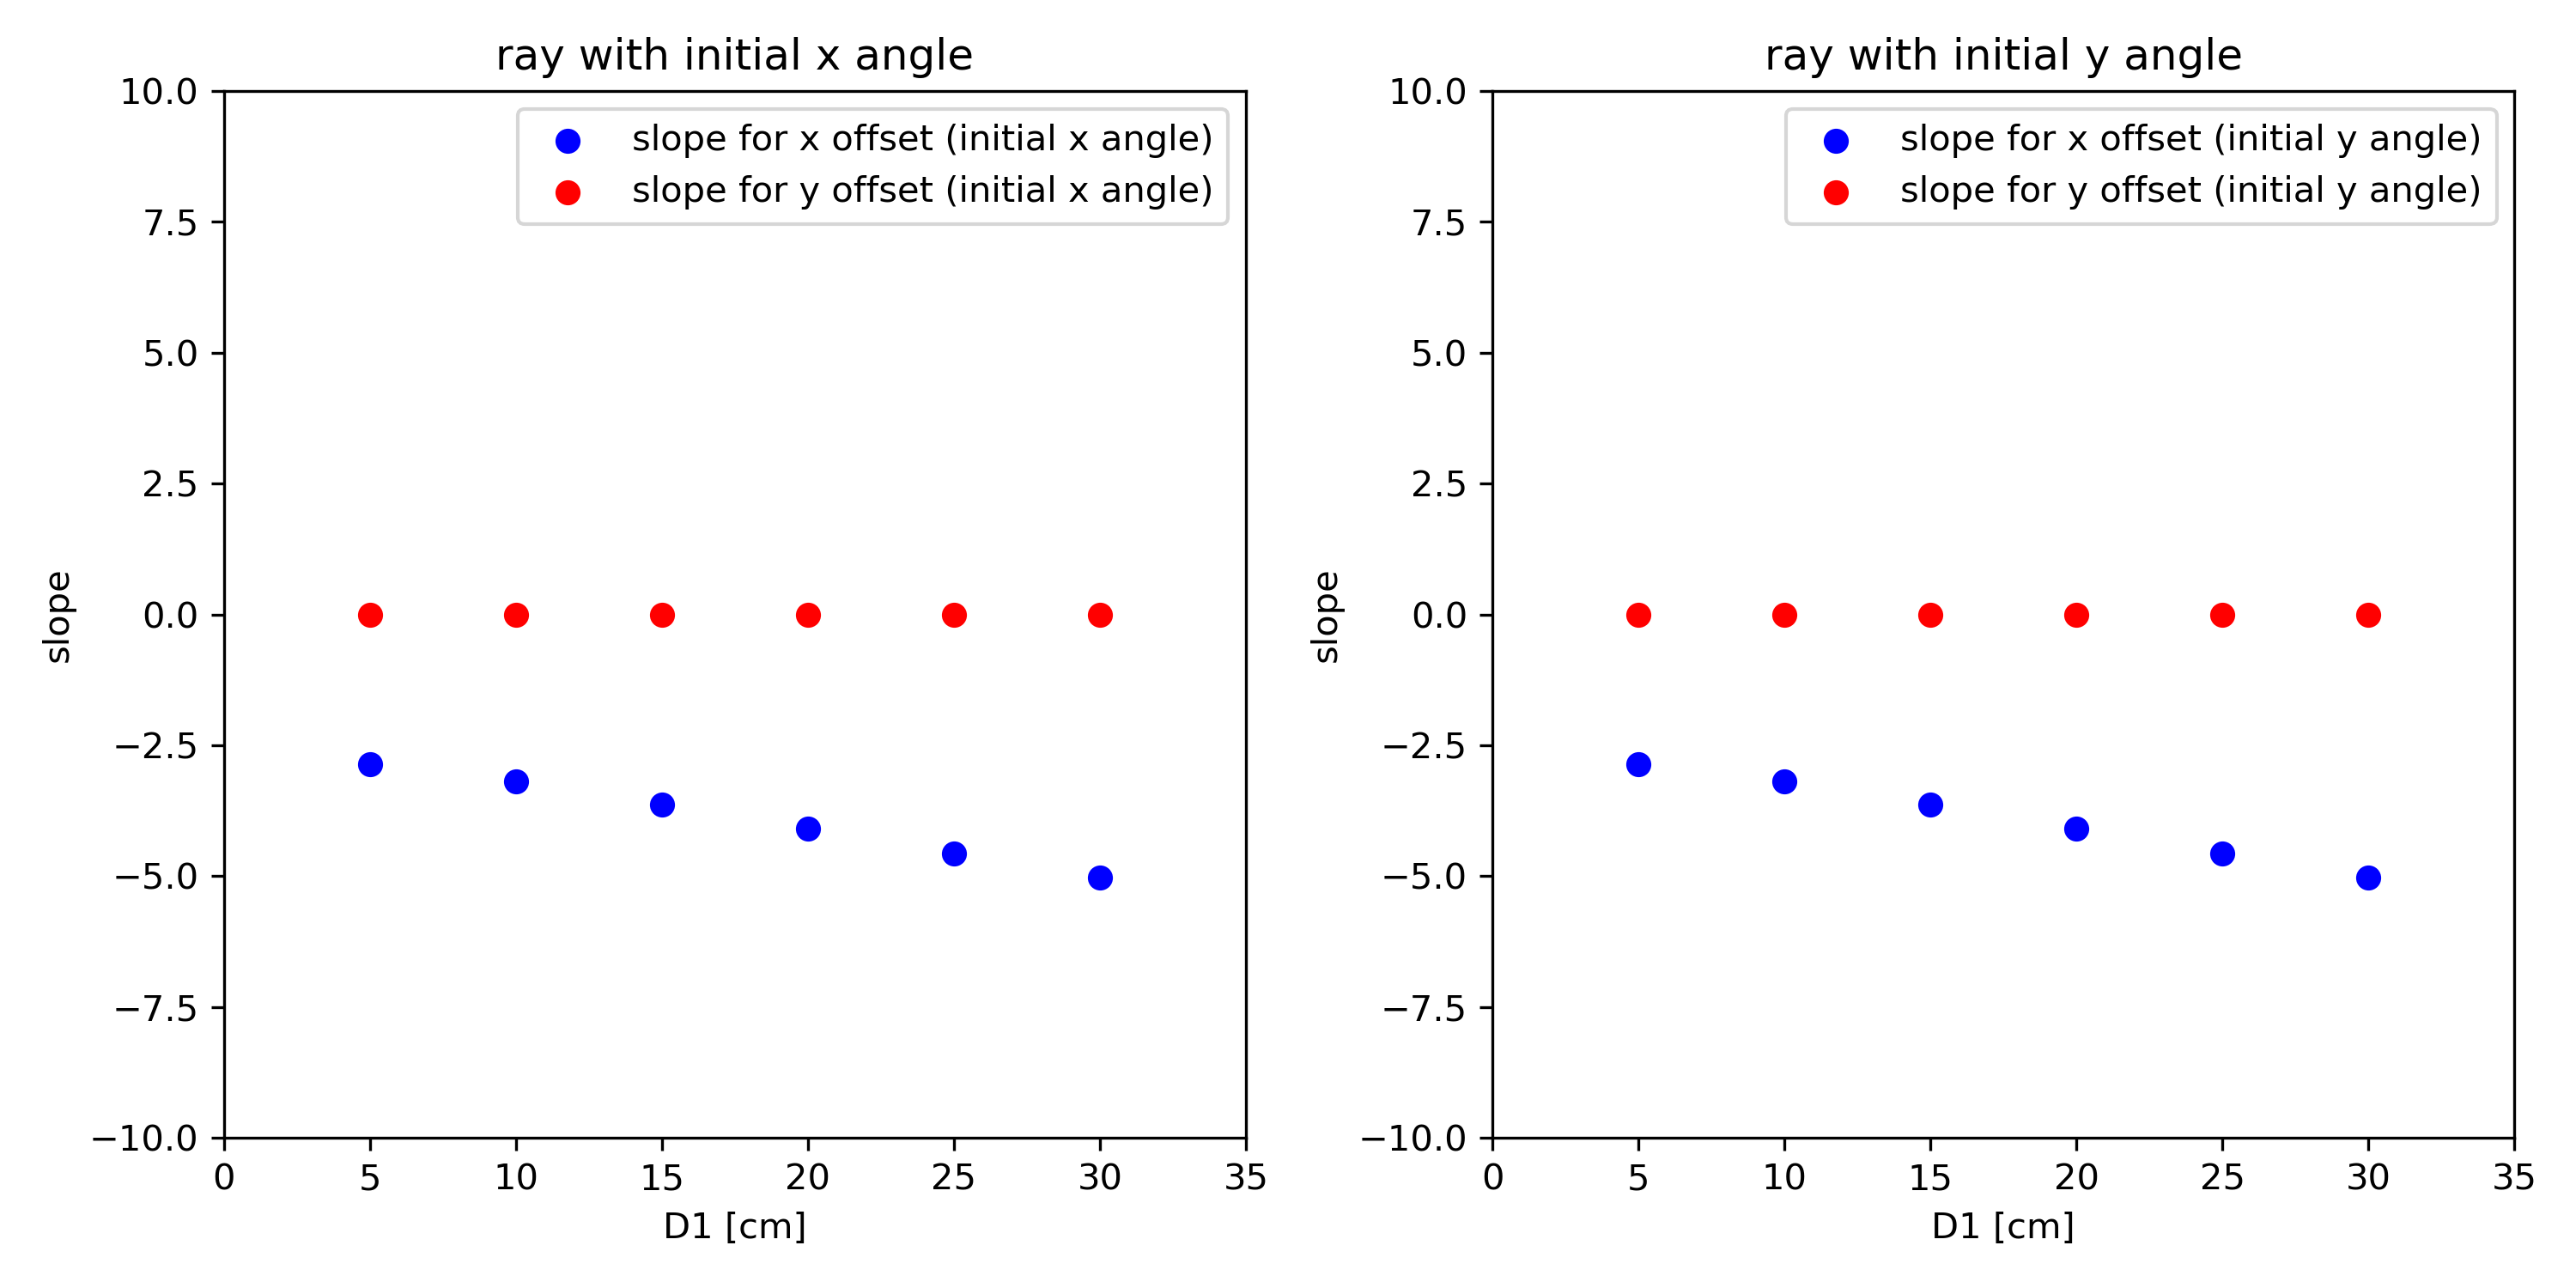 ray with initial x angle
10.0
7.5
5.0
2.5
0.0
−2.5
−5.0
−7.5
−10.0
slope
slope for x offset (initial x angle)
slope for y offset (initial x angle)
0 5 10 15 20 25 30 35
D1 [cm]
ray with initial y angle
10.0
7.5
5.0
2.5
0.0
−2.5
−5.0
−7.5
−10.0
slope
slope for x offset (initial y angle)
slope for y offset (initial y angle)
0 5 10 15 20 25 30 35
D1 [cm]